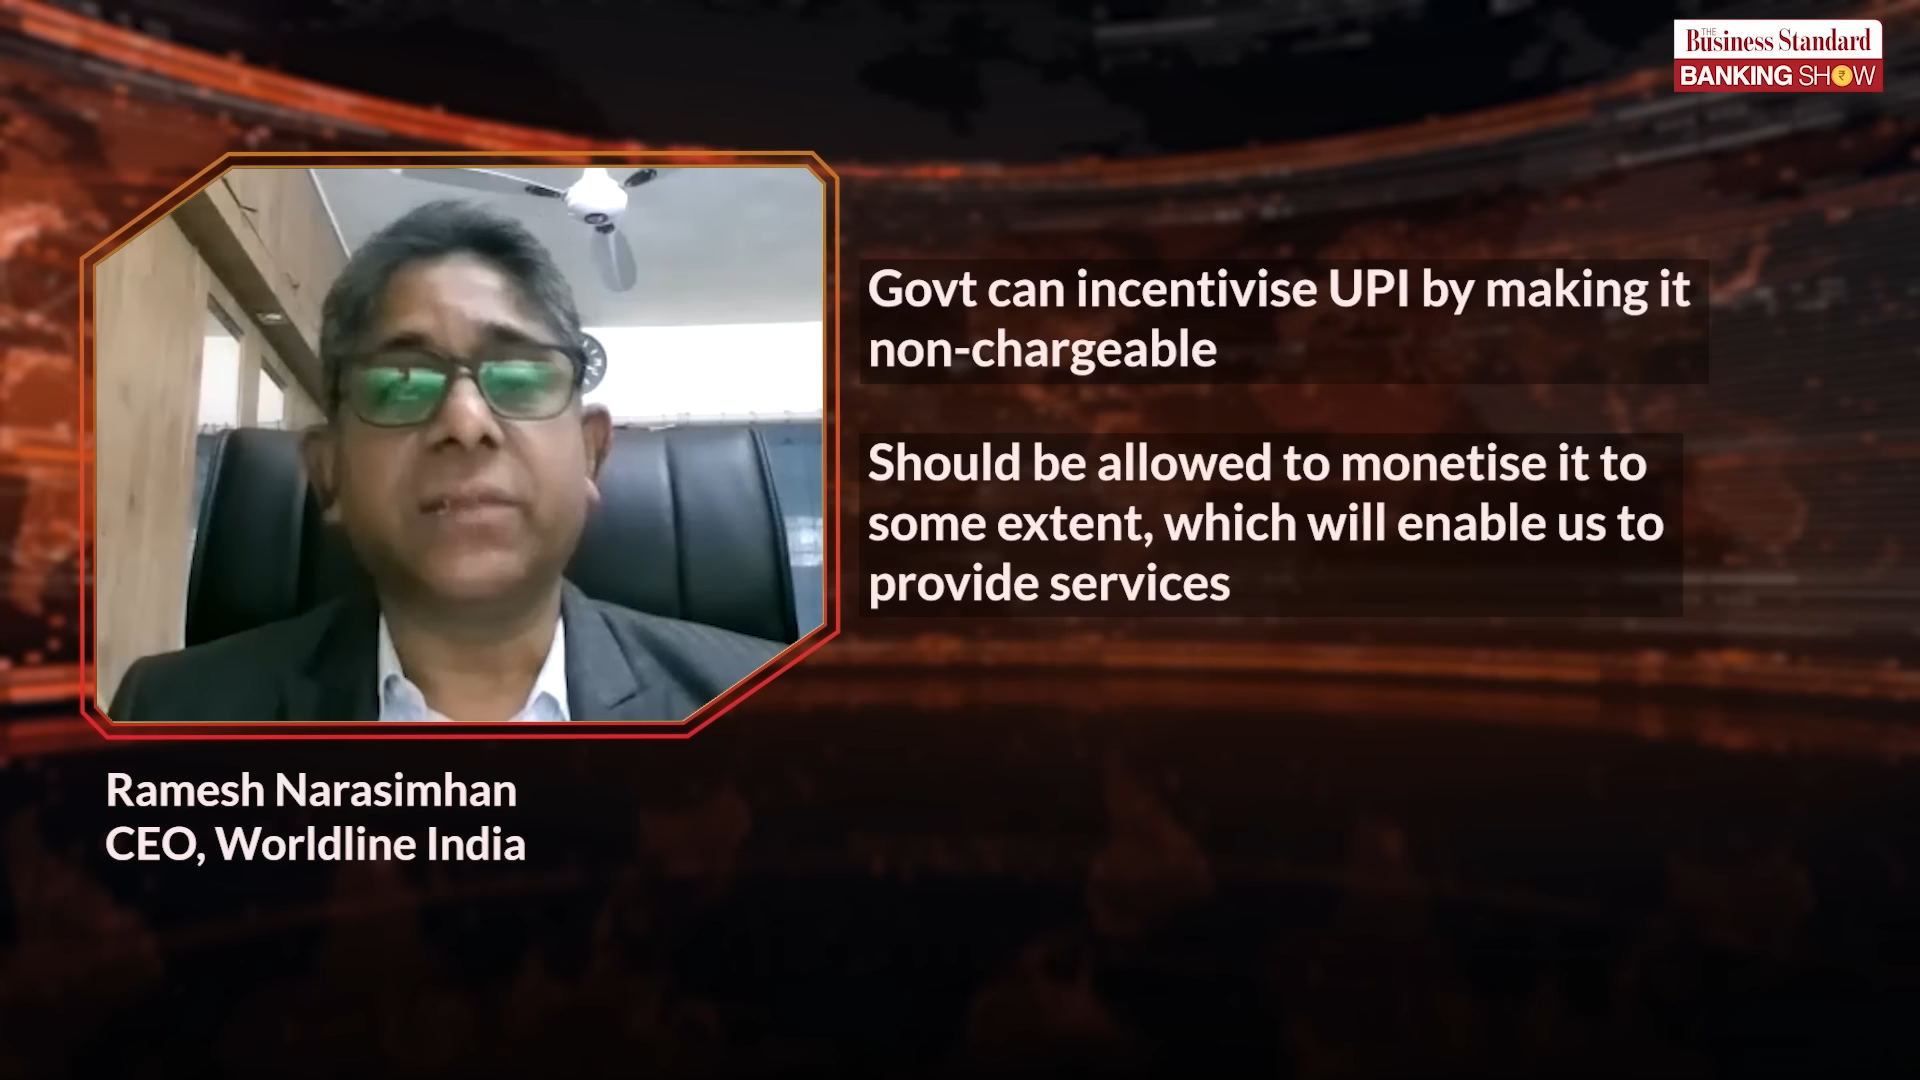 THE
Business Standard
BANKING SHOW
Govt can incentivise UPI by making it
non-chargeable
Should be allowed to monetise it to
some extent, which will enable us to
provide services
Ramesh Narasimhan
CEO, Worldline India